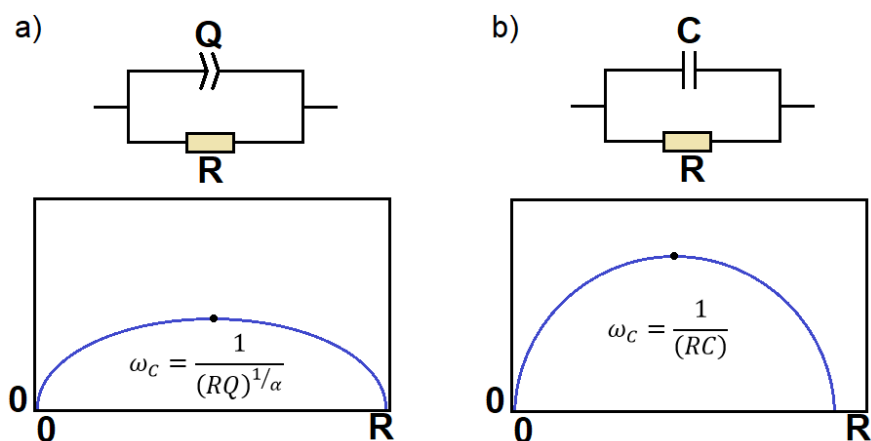 a)
Q
R
ω_C = 1/(RQ)^{1/α}
0
0
R
b)
C
R
ω_C = 1/(RC)
0
0
R